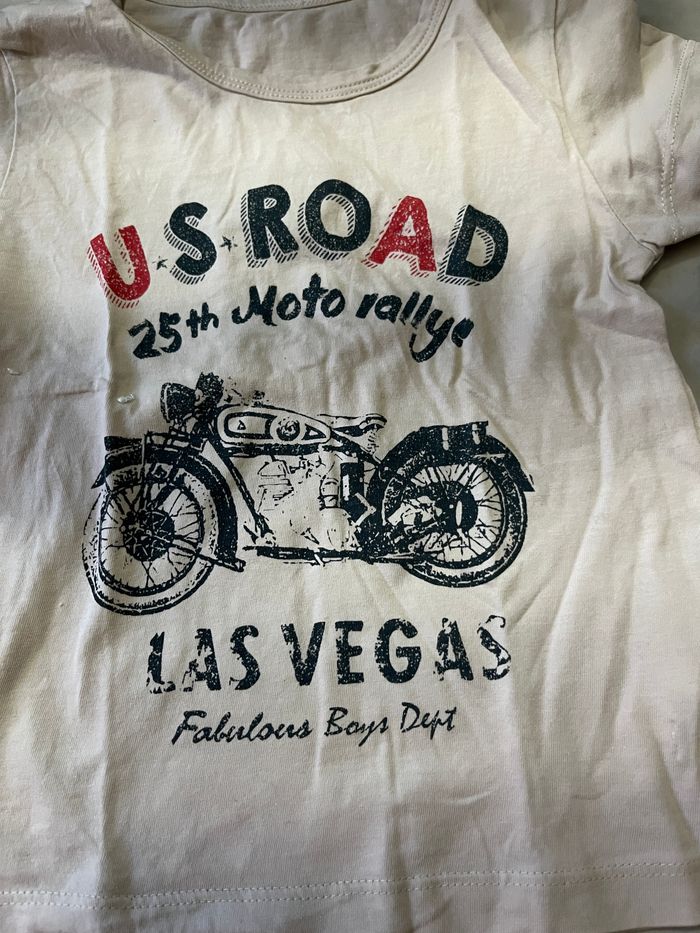 U.S.ROAD
25th Moto rallye
LAS VEGAS
Fabulous Boys Dept